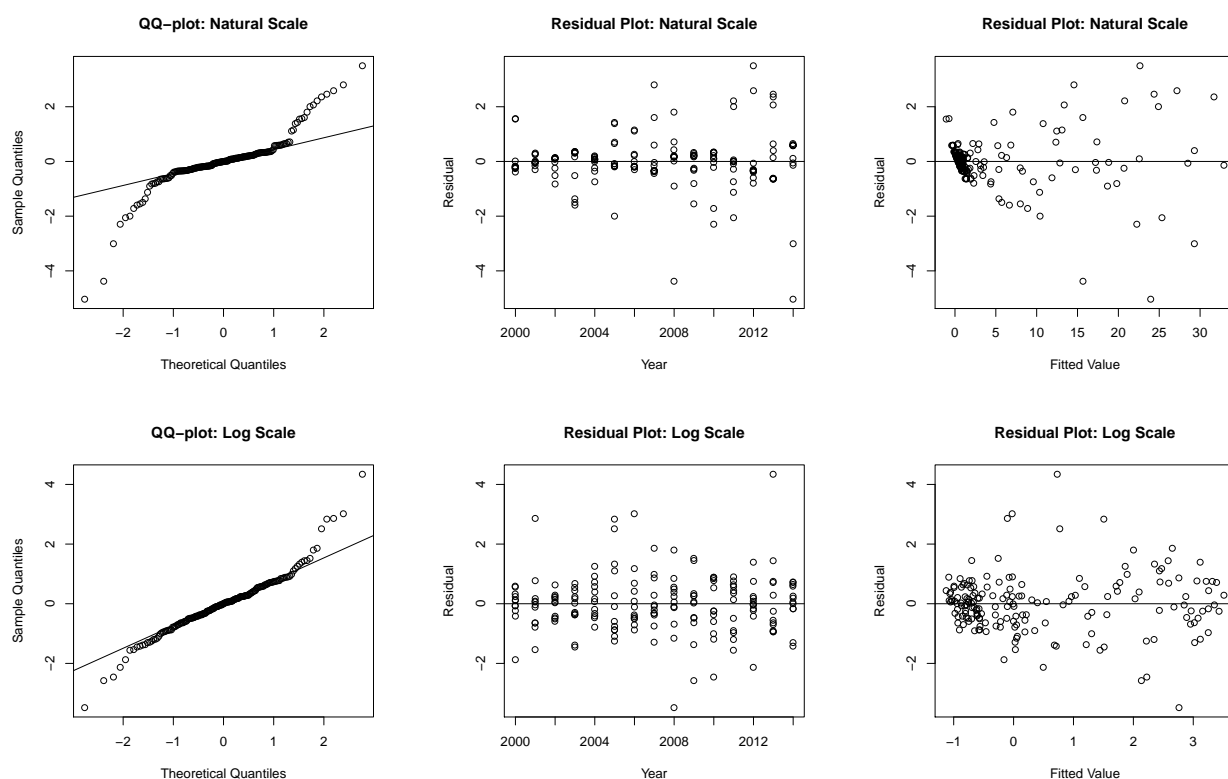 QQ−plot: Natural Scale
Sample Quantiles
2
0
−2
−4
−2 −1 0 1 2
Theoretical Quantiles
Residual Plot: Natural Scale
Residual
2
0
−2
−4
2000 2004 2008 2012
Year
Residual Plot: Natural Scale
Residual
2
0
−2
−4
0 5 10 15 20 25 30
Fitted Value
QQ−plot: Log Scale
Sample Quantiles
4
2
0
−2
−2 −1 0 1 2
Theoretical Quantiles
Residual Plot: Log Scale
Residual
4
2
0
−2
2000 2004 2008 2012
Year
Residual Plot: Log Scale
Residual
4
2
0
−2
−1 0 1 2 3
Fitted Value